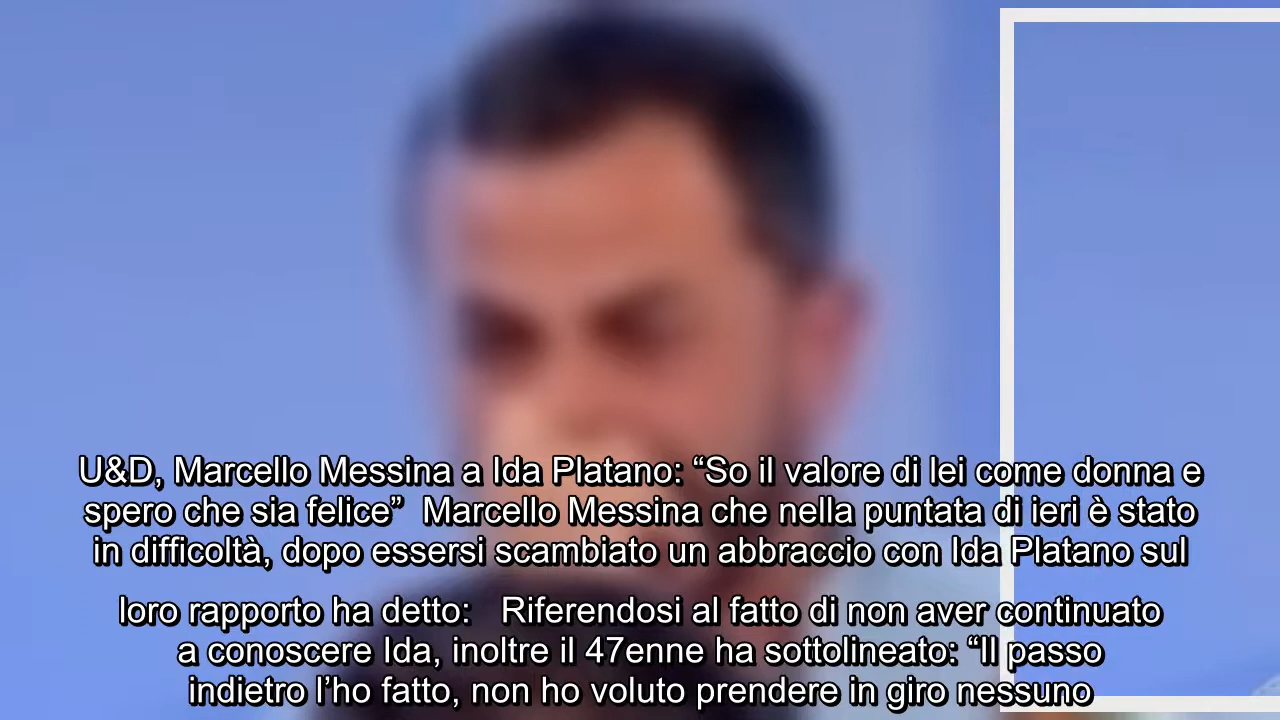 U&D, Marcello Messina a Ida Platano: “So il valore di lei come donna e
spero che sia felice”  Marcello Messina che nella puntata di ieri è stato
in difficoltà, dopo essersi scambiato un abbraccio con Ida Platano sul
loro rapporto ha detto:   Riferendosi al fatto di non aver continuato
a conoscere Ida, inoltre il 47enne ha sottolineato: “Il passo
indietro l’ho fatto, non ho voluto prendere in giro nessuno